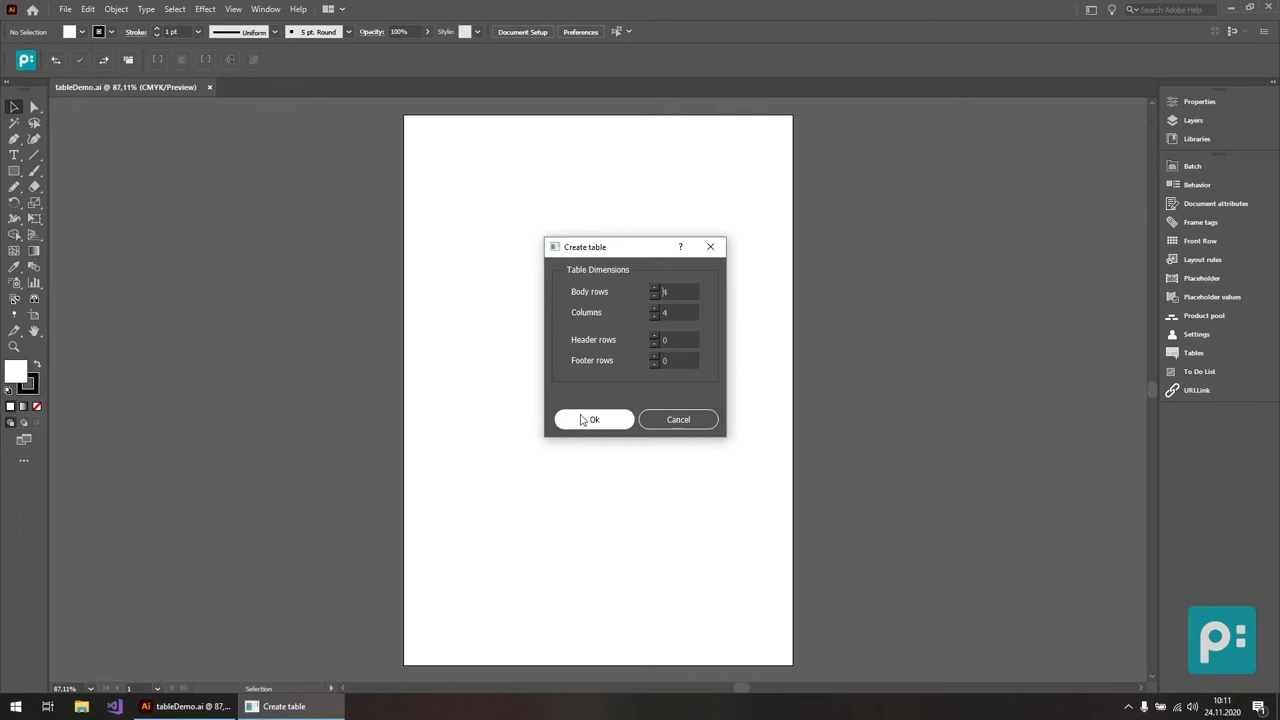 Ai File Edit Object Type Select Effect View Window Help
Search Adobe Help
No Selection Stroke: 1 pt Uniform 5 pt. Round Opacity: 100% Style: Document Setup Preferences
p:
tableDemo.ai @ 87,11% (CMYK/Preview) ×
Properties
Layers
Libraries
Batch
Behavior
Document attributes
Frame tags
Front Row
Layout rules
Placeholder
Placeholder values
Product pool
Settings
Tables
To Do List
URLLink
Create table ?
Table Dimensions
Body rows 4
Columns 4
Header rows 0
Footer rows 0
Ok Cancel
p:
87,11% 1 Selection
Ai tableDemo.ai @ 87,... Create table
10:11
24.11.2020